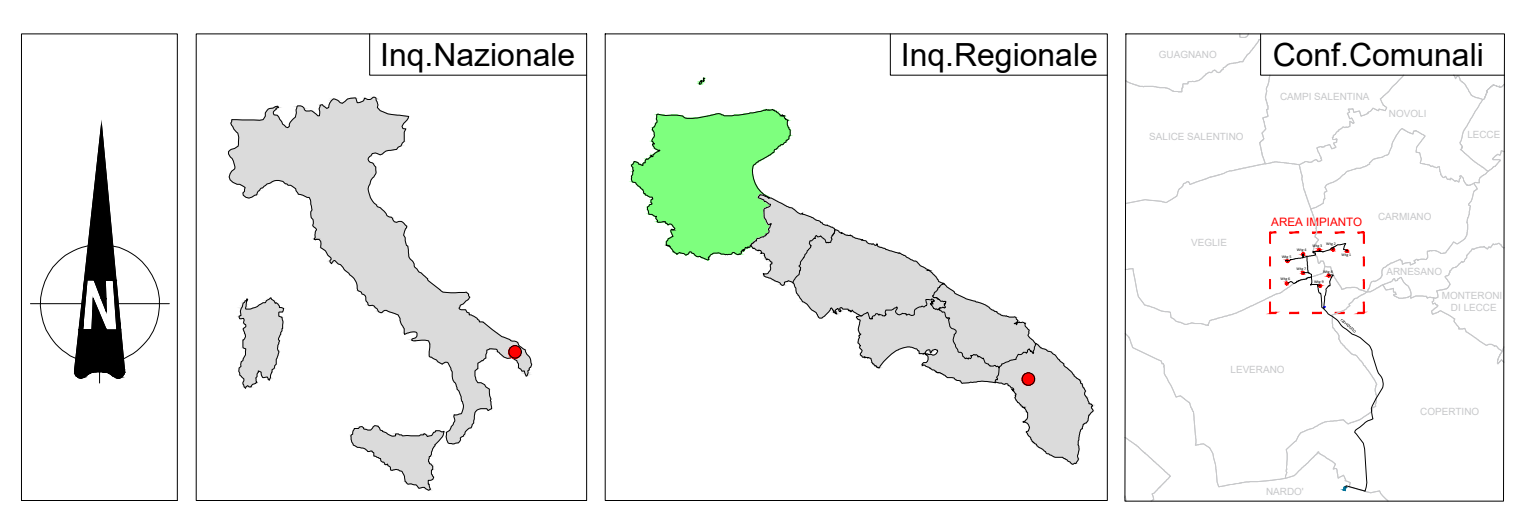 N
Inq.Nazionale
Inq.Regionale
Conf.Comunali
GUAGNANO
CAMPI SALENTINA
NOVOLI
LECCE
SALICE SALENTINO
CARMIANO
AREA IMPIANTO
VEGLIE
ARNESANO
MONTERONI
DI LECCE
LEVERANO
COPERTINO
NARDO'